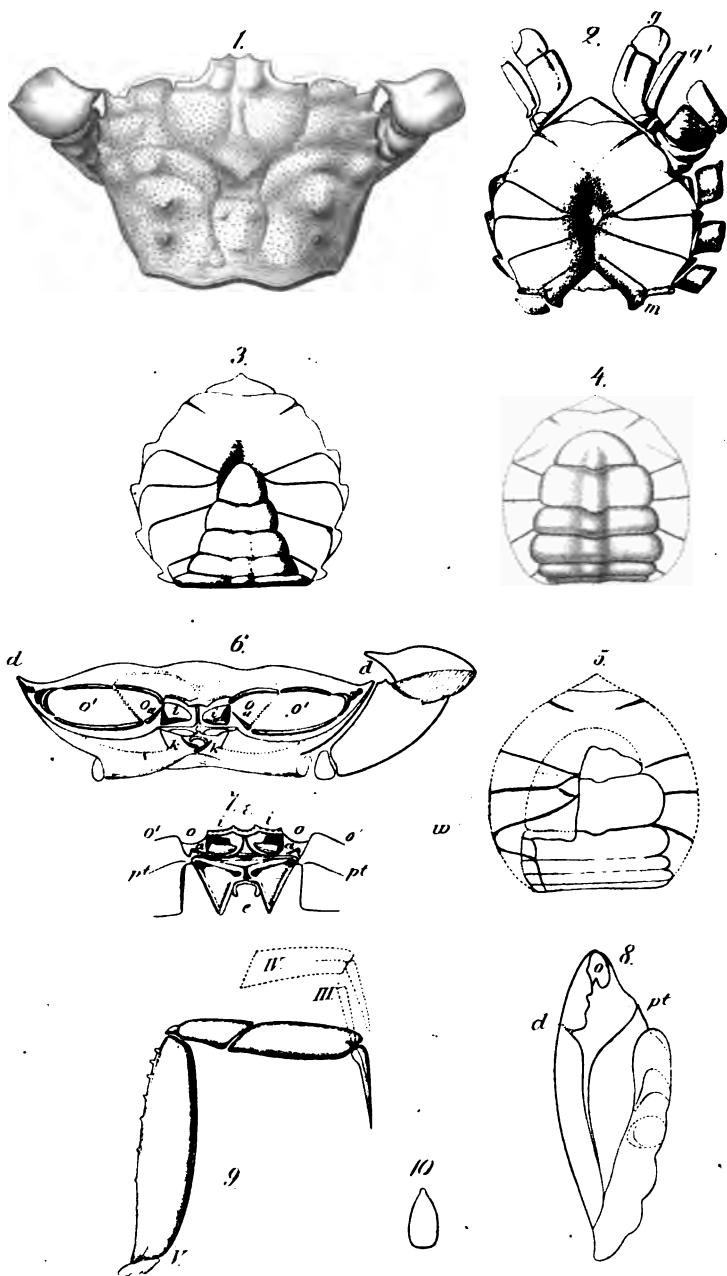 1.
2.
g
g'
m
3.
4.
6.
d
d
o'
o
a
i
i
o
a
o'
k
k
5.
7.
ε
i
i
o'
o
o
o'
a
a
pt
pt
e
w
IV.
III.
8.
o
d
pt
9
10
V.